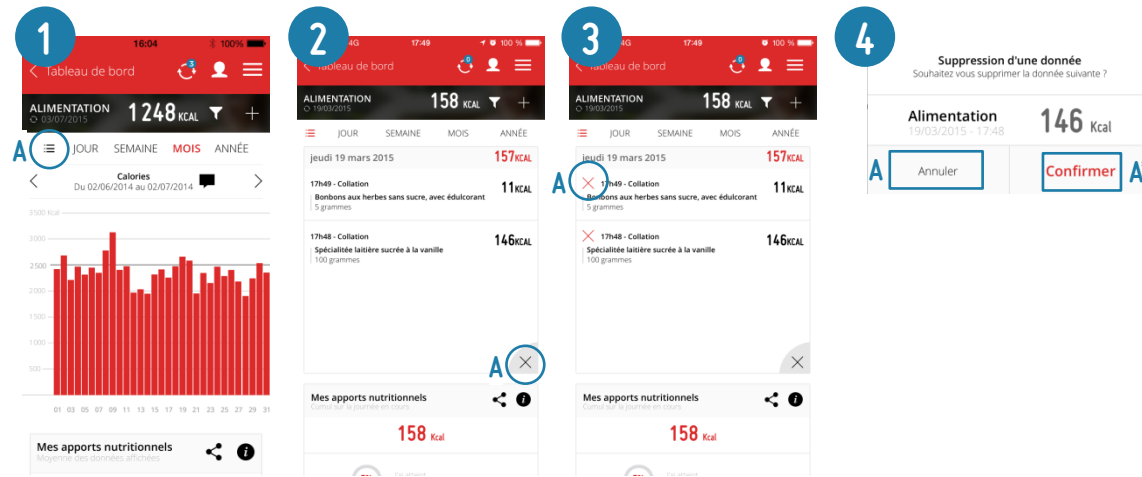 1
16:04
100%
Tableau de bord
3
ALIMENTATION
03/07/2015
1 248 KCAL
A
JOUR SEMAINE MOIS ANNÉE
Calories
Du 02/06/2014 au 02/07/2014
3500 Kcal
3000
2500
2000
1500
1000
500
01 03 05 07 09 11 13 15 17 19 21 23 25 27 29 31
Mes apports nutritionnels
Moyenne des données affichées
2
4G
17:49
100 %
Tableau de bord
0
ALIMENTATION
19/03/2015
158 KCAL
JOUR SEMAINE MOIS ANNÉE
jeudi 19 mars 2015
157KCAL
17h49 - Collation
11KCAL
Bonbons aux herbes sans sucre, avec édulcorant
5 grammes
17h48 - Collation
146KCAL
Spécialitée laitière sucrée à la vanille
100 grammes
A
Mes apports nutritionnels
Cumul sur la journée en cours
158 Kcal
3
4G
17:49
100 %
Tableau de bord
0
ALIMENTATION
19/03/2015
158 KCAL
JOUR SEMAINE MOIS ANNÉE
jeudi 19 mars 2015
157KCAL
A
17h49 - Collation
11KCAL
Bonbons aux herbes sans sucre, avec édulcorant
5 grammes
17h48 - Collation
146KCAL
Spécialitée laitière sucrée à la vanille
100 grammes
Mes apports nutritionnels
Cumul sur la journée en cours
158 Kcal
4
Suppression d'une donnée
Souhaitez vous supprimer la donnée suivante ?
Alimentation
19/03/2015 - 17:48
146 Kcal
A
Annuler
Confirmer
A